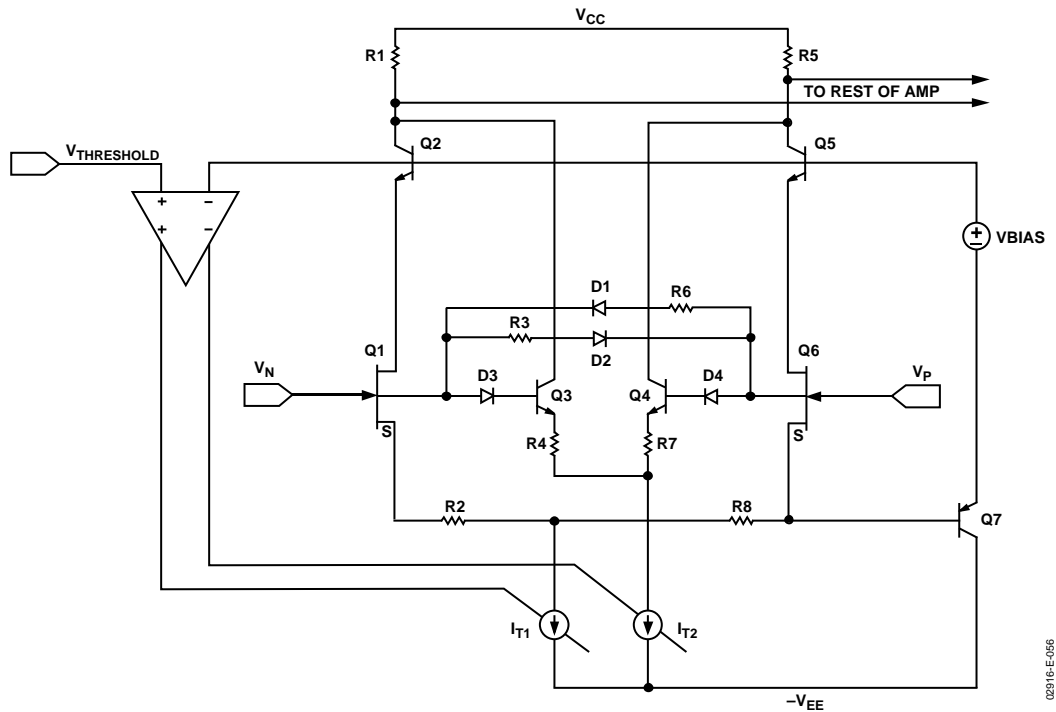 VCC
R1
R5
TO REST OF AMP
VTHRESHOLD
Q2
Q5
+ −
+ −
+
−
VBIAS
D1
R6
R3
D2
Q1
Q6
VN
D3
Q3
Q4
D4
VP
S
R4
R7
S
R2
R8
Q7
IT1
IT2
−VEE
02916-E-056